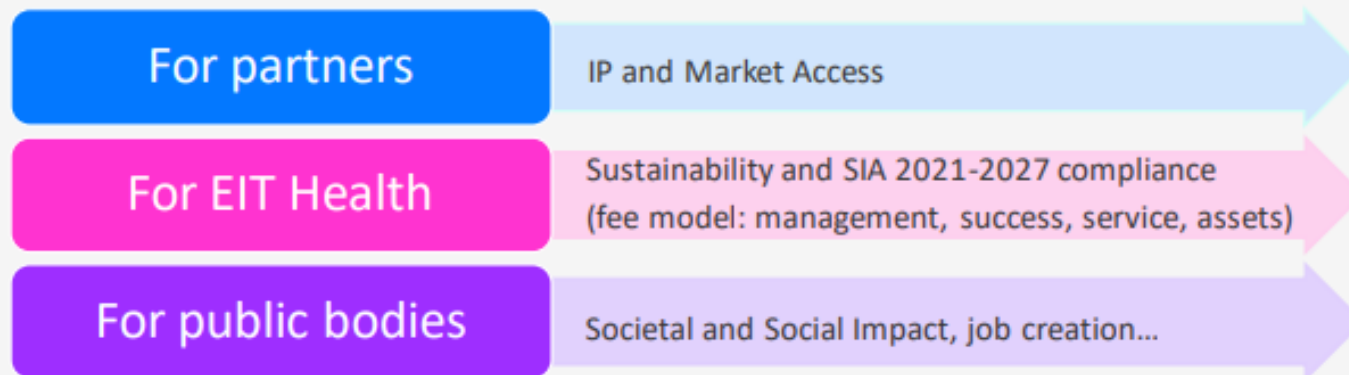 For partners
IP and Market Access
For EIT Health
Sustainability and SIA 2021-2027 compliance
(fee model: management, success, service, assets)
For public bodies
Societal and Social Impact, job creation…